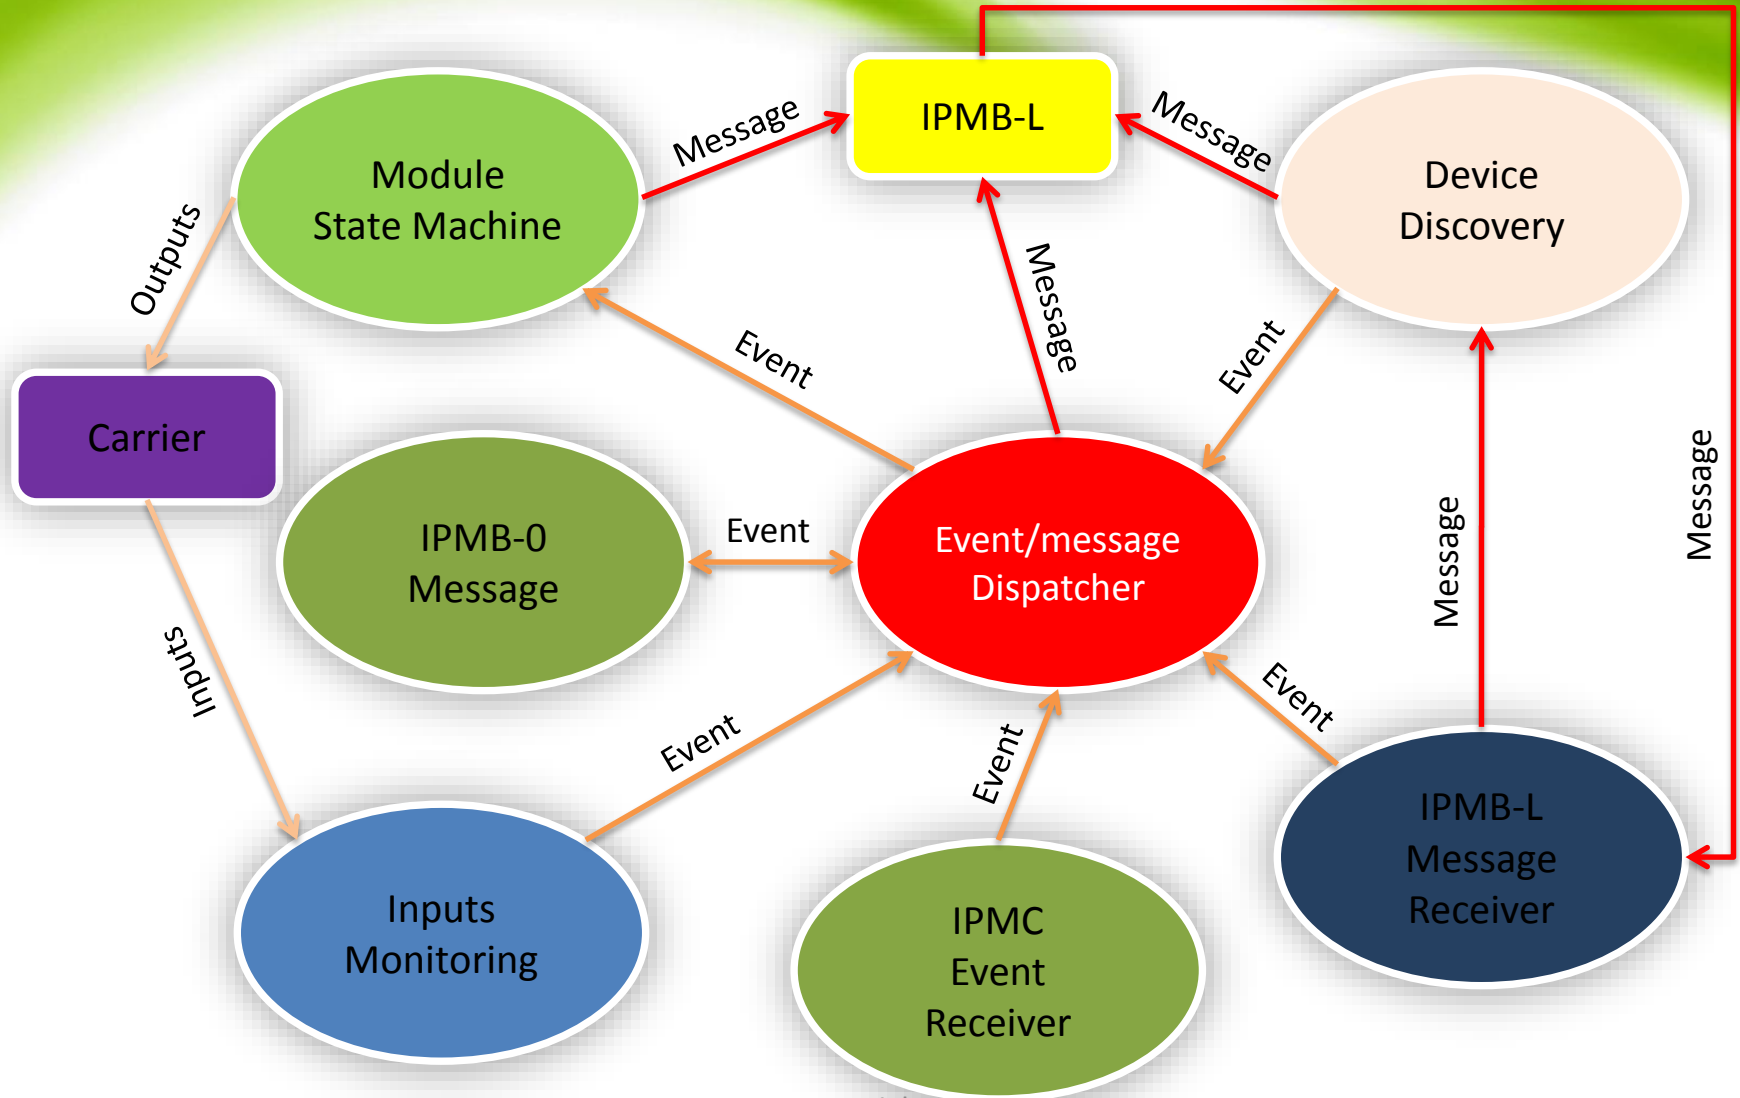 IPMB-L
Message
Message
Module
State Machine
Device
Discovery
Outputs
Message
Event
Event
Carrier
Message
Message
IPMB-0
Message
Event
Event/message
Dispatcher
Inputs
Event
Event
Event
IPMB-L
Message
Receiver
Inputs
Monitoring
IPMC
Event
Receiver